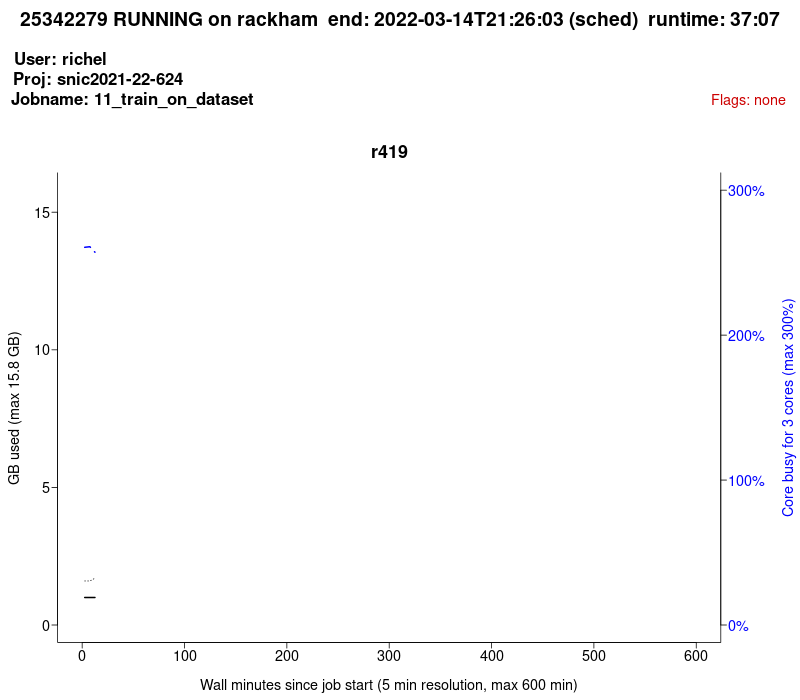 25342279 RUNNING on rackham  end: 2022-03-14T21:26:03 (sched)  runtime: 37:07
User: richel
Proj: snic2021-22-624
Jobname: 11_train_on_dataset
Flags: none
r419
GB used (max 15.8 GB)
15
10
5
0
300%
200%
100%
0%
Core busy for 3 cores (max 300%)
0 100 200 300 400 500 600
Wall minutes since job start (5 min resolution, max 600 min)